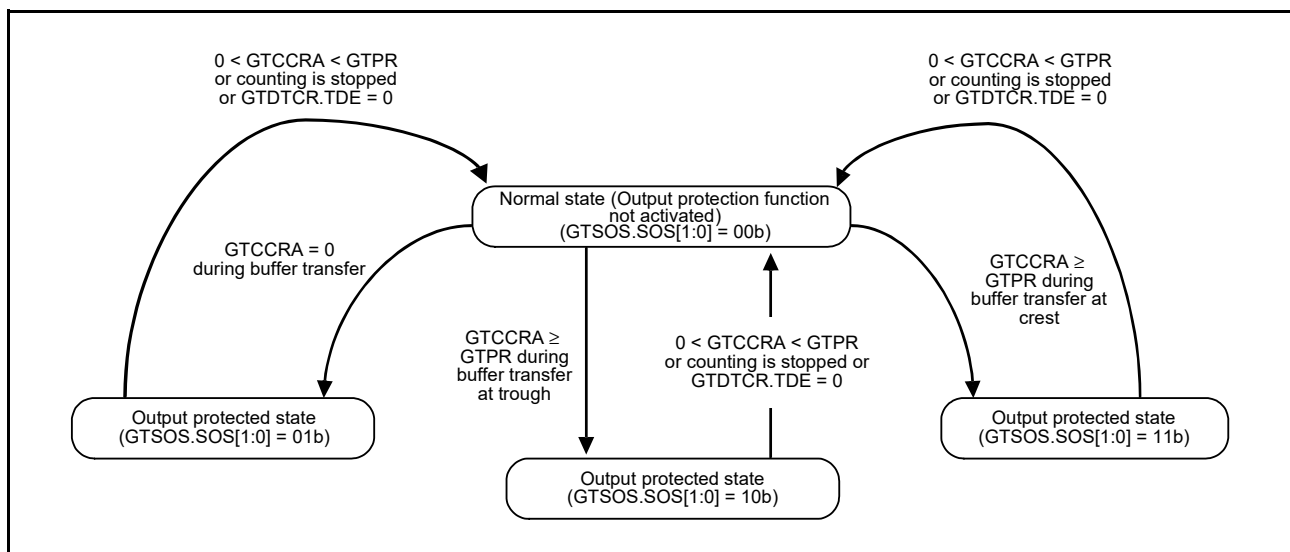 0 < GTCCRA < GTPR
or counting is stopped
or GTDTCR.TDE = 0
0 < GTCCRA < GTPR
or counting is stopped
or GTDTCR.TDE = 0
Normal state (Output protection function
not activated)
(GTSOS.SOS[1:0] = 00b)
GTCCRA = 0
during buffer transfer
GTCCRA ≥
GTPR during
buffer transfer at
crest
GTCCRA ≥
GTPR during
buffer transfer
at trough
0 < GTCCRA < GTPR
or counting is stopped or
GTDTCR.TDE = 0
Output protected state
(GTSOS.SOS[1:0] = 01b)
Output protected state
(GTSOS.SOS[1:0] = 11b)
Output protected state
(GTSOS.SOS[1:0] = 10b)